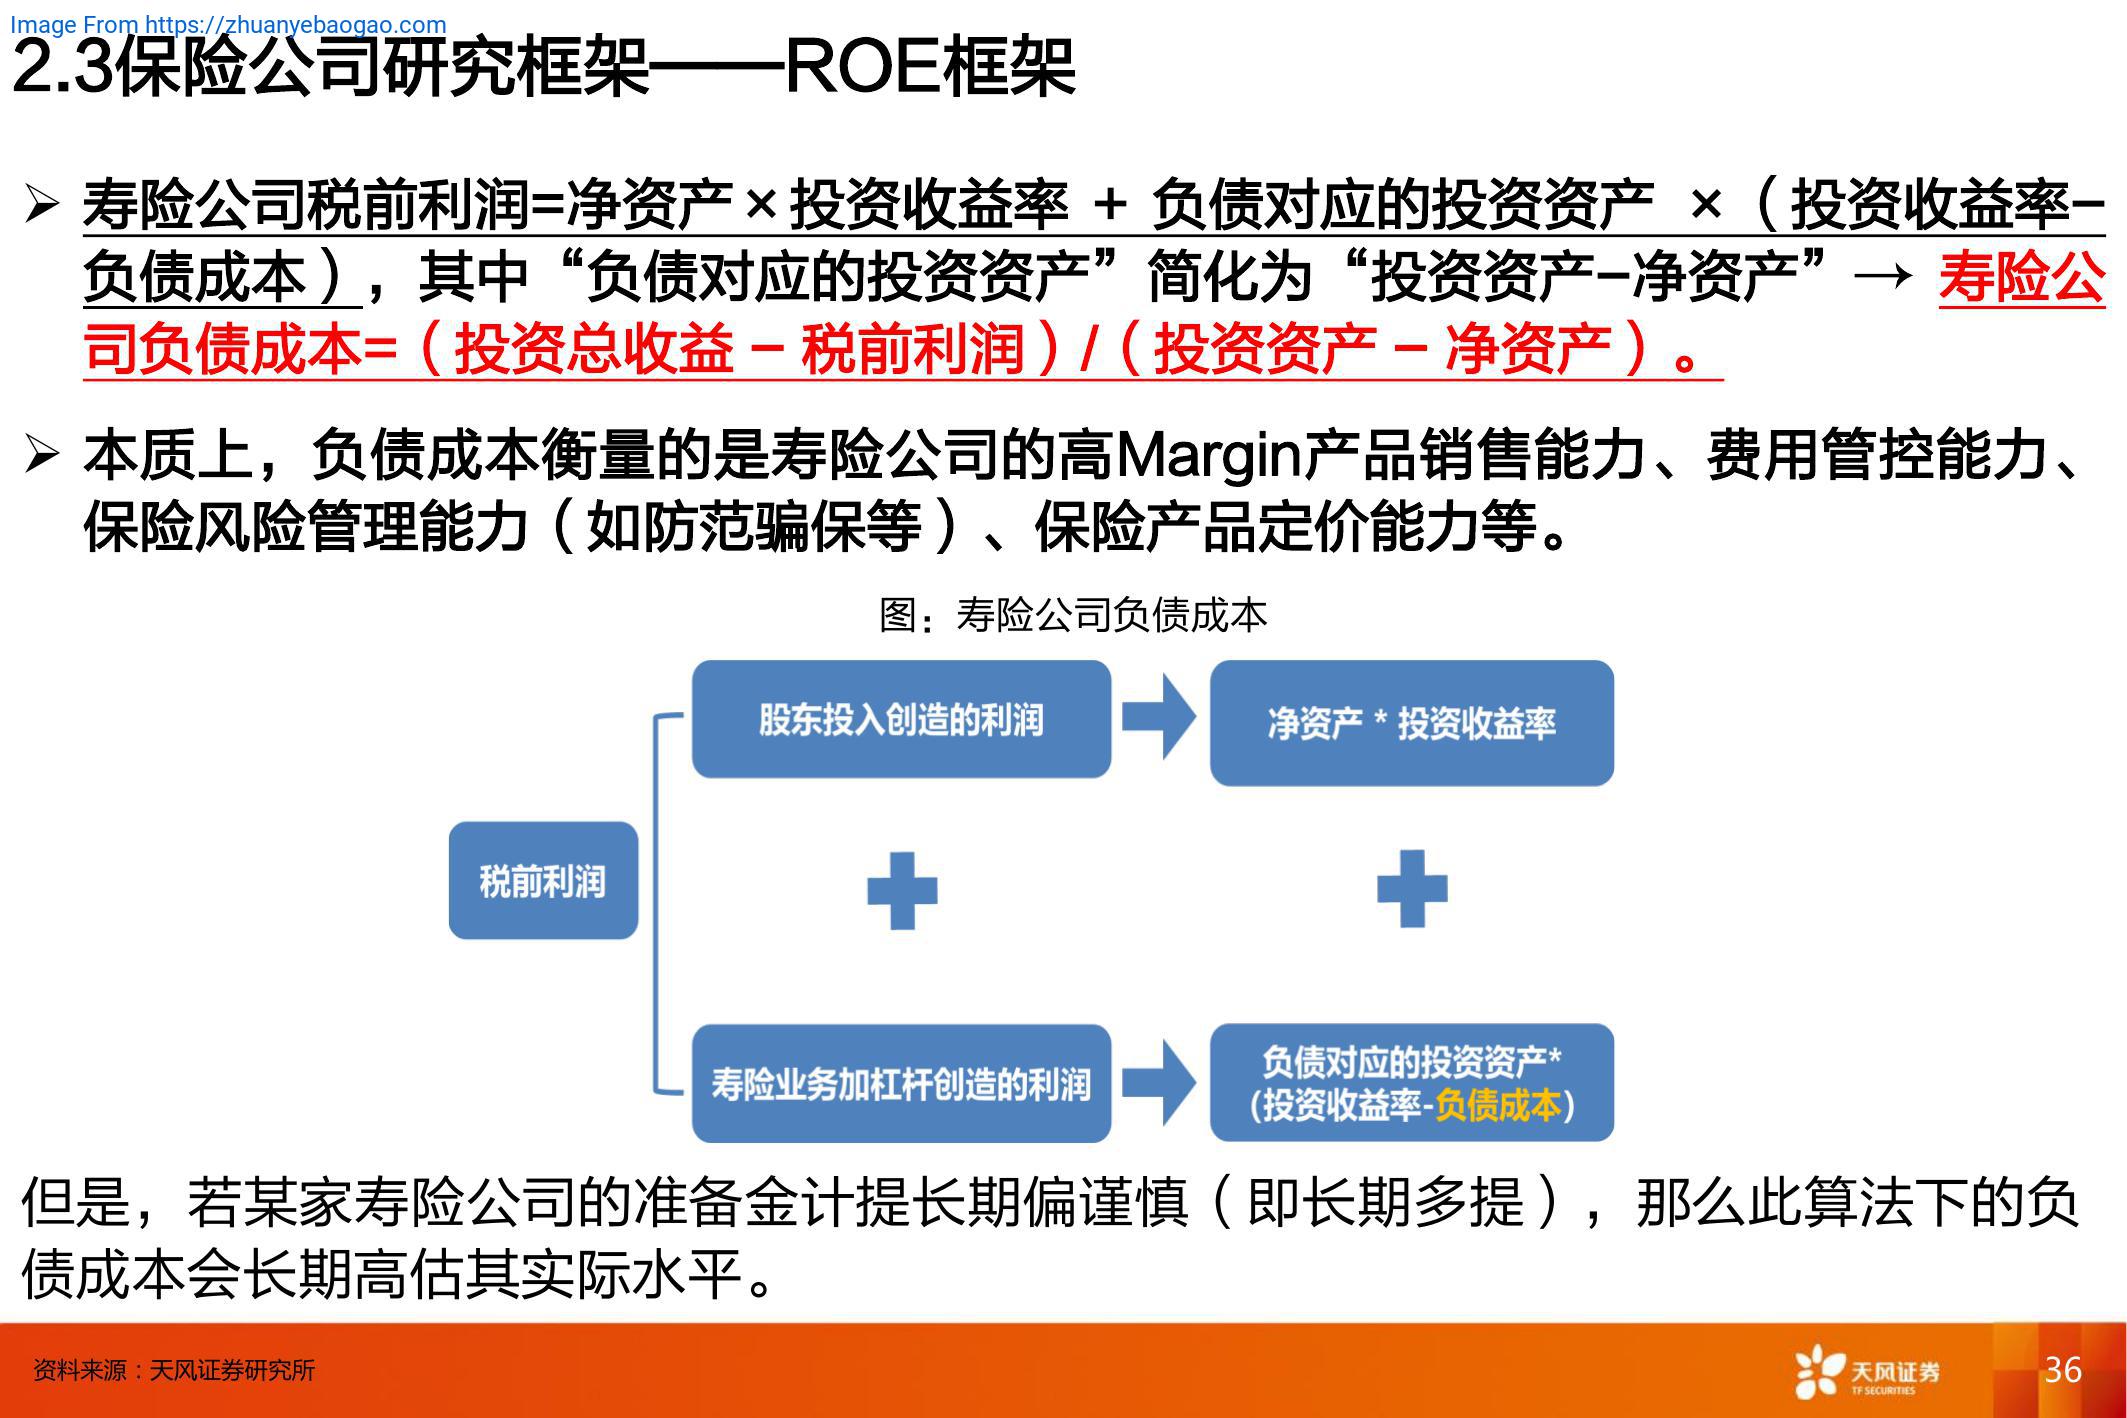 Image From https://zhuanyebaogao.com
2.3保险公司研究框架——ROE框架
➢ 寿险公司税前利润=净资产×投资收益率 + 负债对应的投资资产 ×（投资收益率-
负债成本），其中“负债对应的投资资产”简化为“投资资产-净资产”→ 寿险公
司负债成本=（投资总收益 – 税前利润）/（投资资产 – 净资产）。
➢ 本质上，负债成本衡量的是寿险公司的高Margin产品销售能力、费用管控能力、
保险风险管理能力（如防范骗保等）、保险产品定价能力等。
图：寿险公司负债成本
股东投入创造的利润
净资产 * 投资收益率
税前利润
寿险业务加杠杆创造的利润
负债对应的投资资产*
(投资收益率-负债成本)
但是，若某家寿险公司的准备金计提长期偏谨慎（即长期多提），那么此算法下的负
债成本会长期高估其实际水平。
资料来源：天风证券研究所
天风证券
TF SECURITIES
36